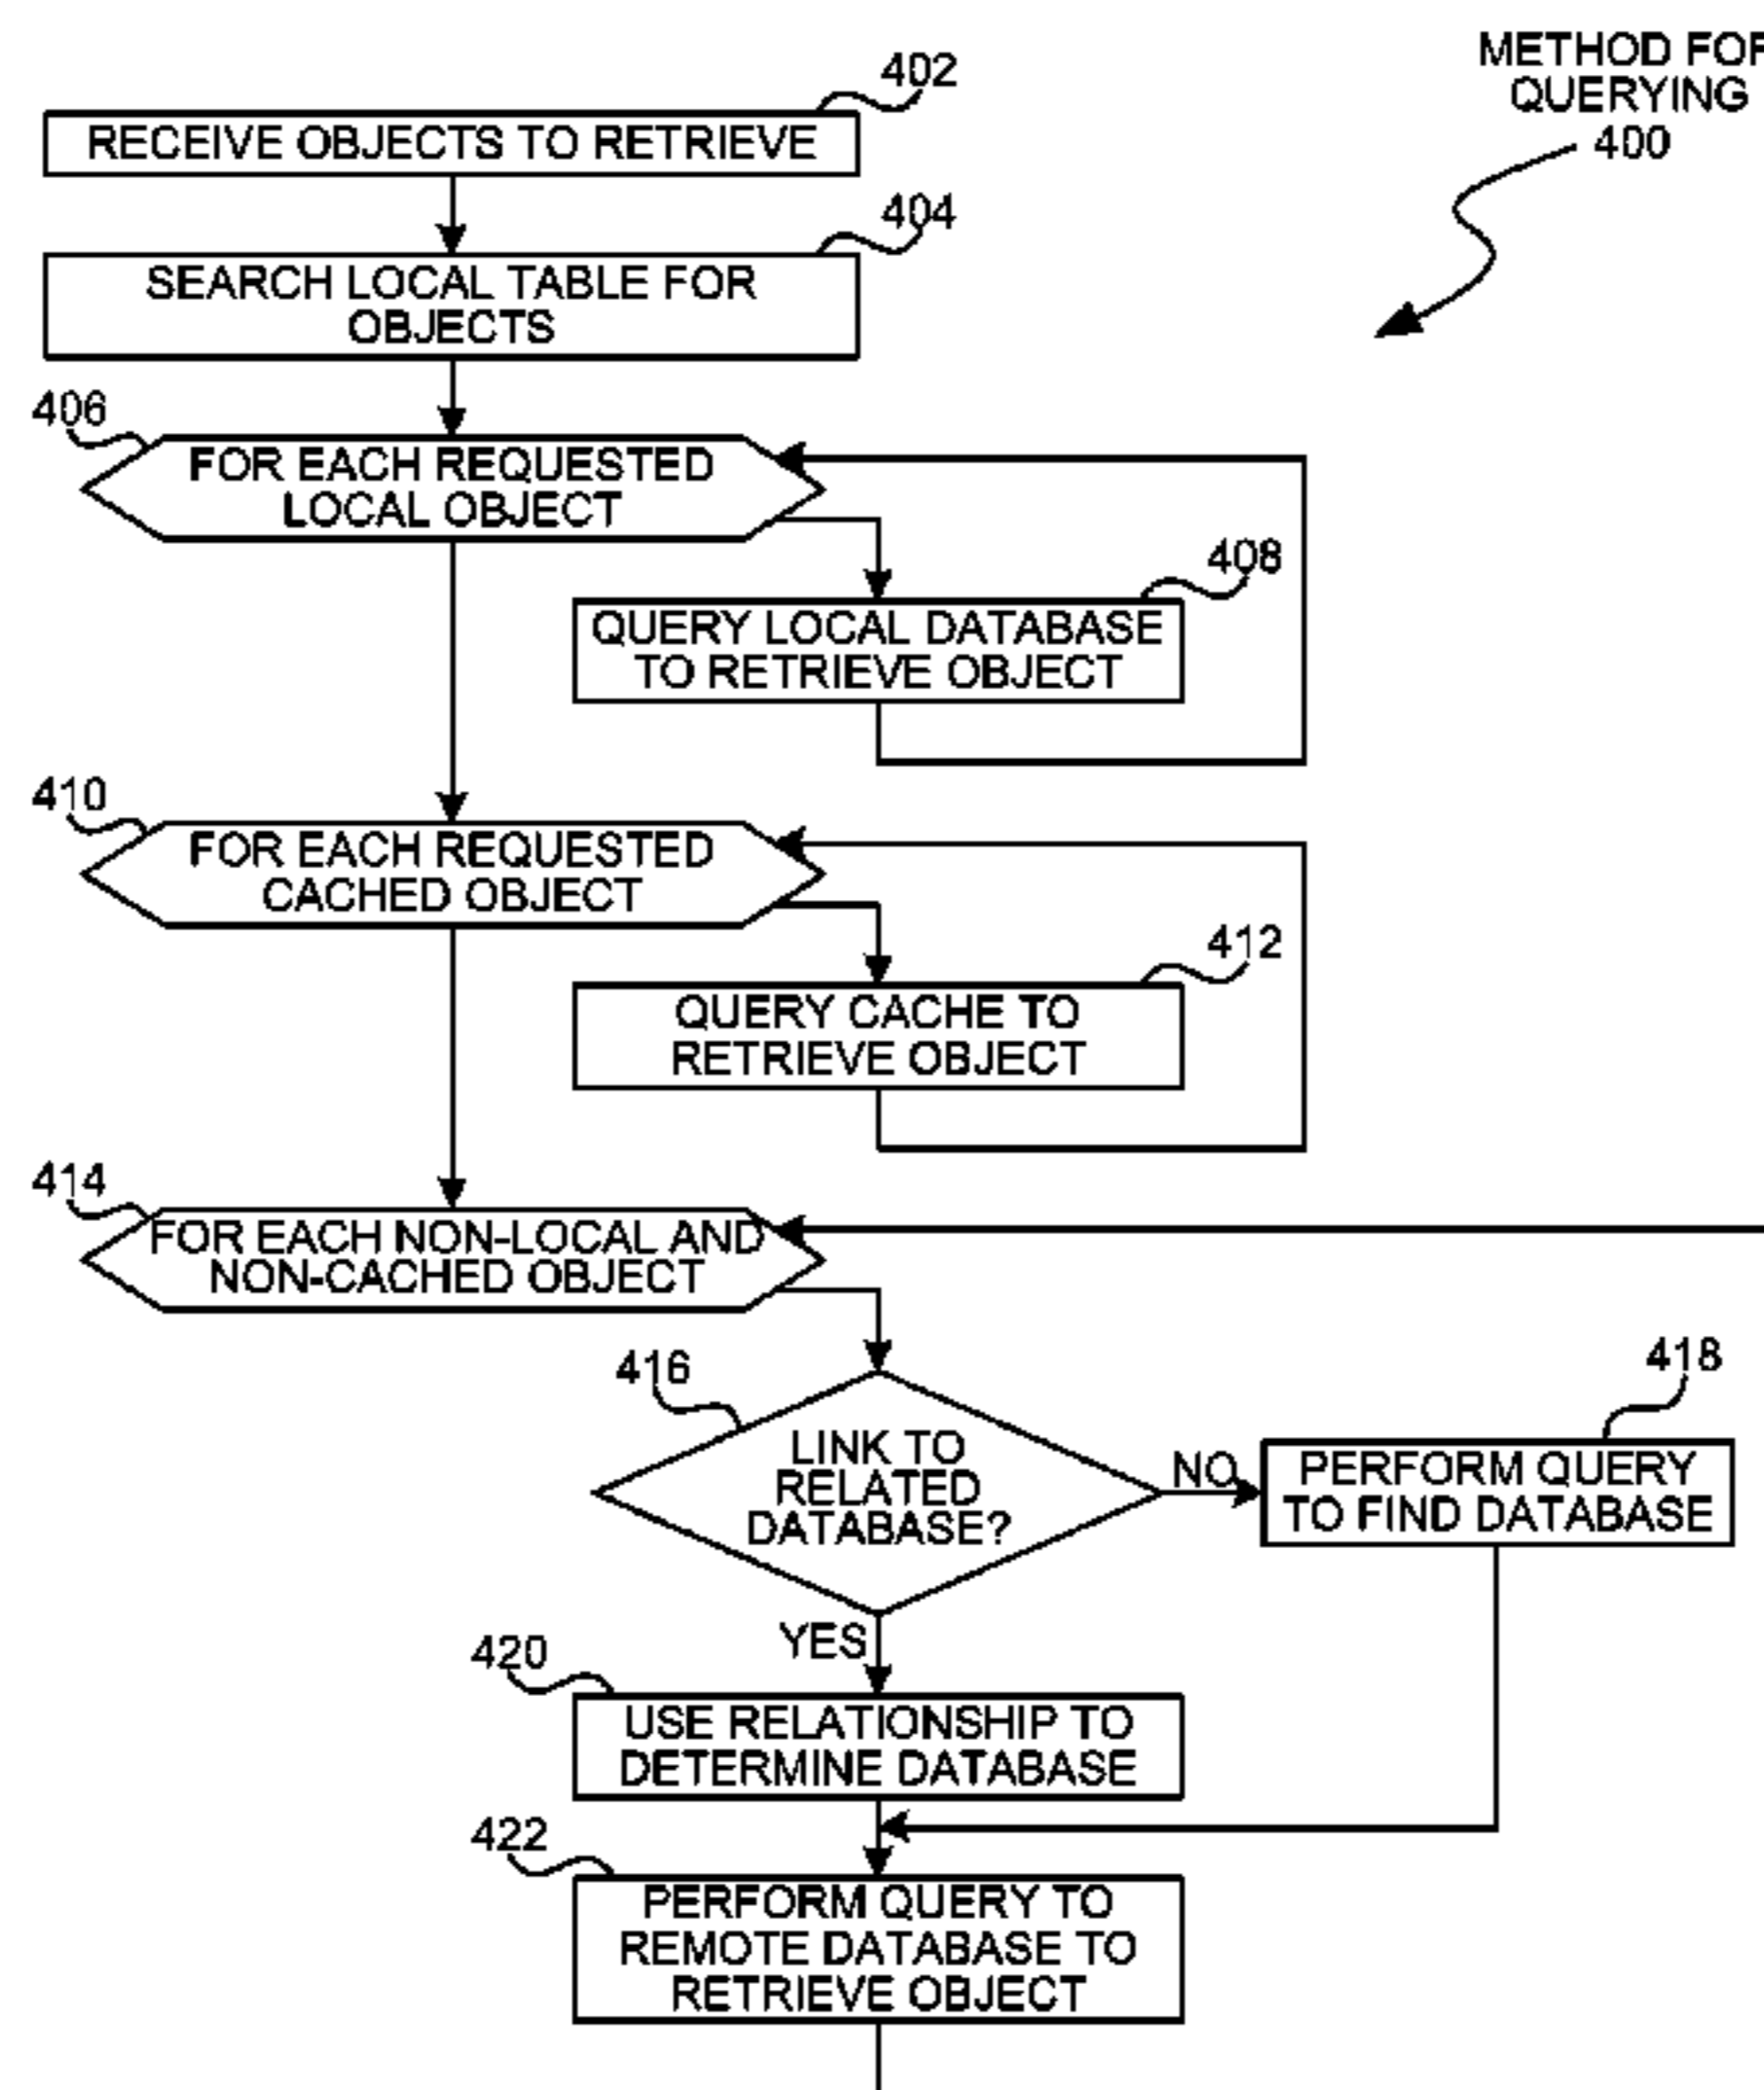 METHOD FOR
QUERYING
400
402
RECEIVE OBJECTS TO RETRIEVE
404
SEARCH LOCAL TABLE FOR
OBJECTS
406
FOR EACH REQUESTED
LOCAL OBJECT
408
QUERY LOCAL DATABASE
TO RETRIEVE OBJECT
410
FOR EACH REQUESTED
CACHED OBJECT
412
QUERY CACHE TO
RETRIEVE OBJECT
414
FOR EACH NON-LOCAL AND
NON-CACHED OBJECT
416
LINK TO
RELATED
DATABASE?
NO
418
PERFORM QUERY
TO FIND DATABASE
YES
420
USE RELATIONSHIP TO
DETERMINE DATABASE
422
PERFORM QUERY TO
REMOTE DATABASE TO
RETRIEVE OBJECT